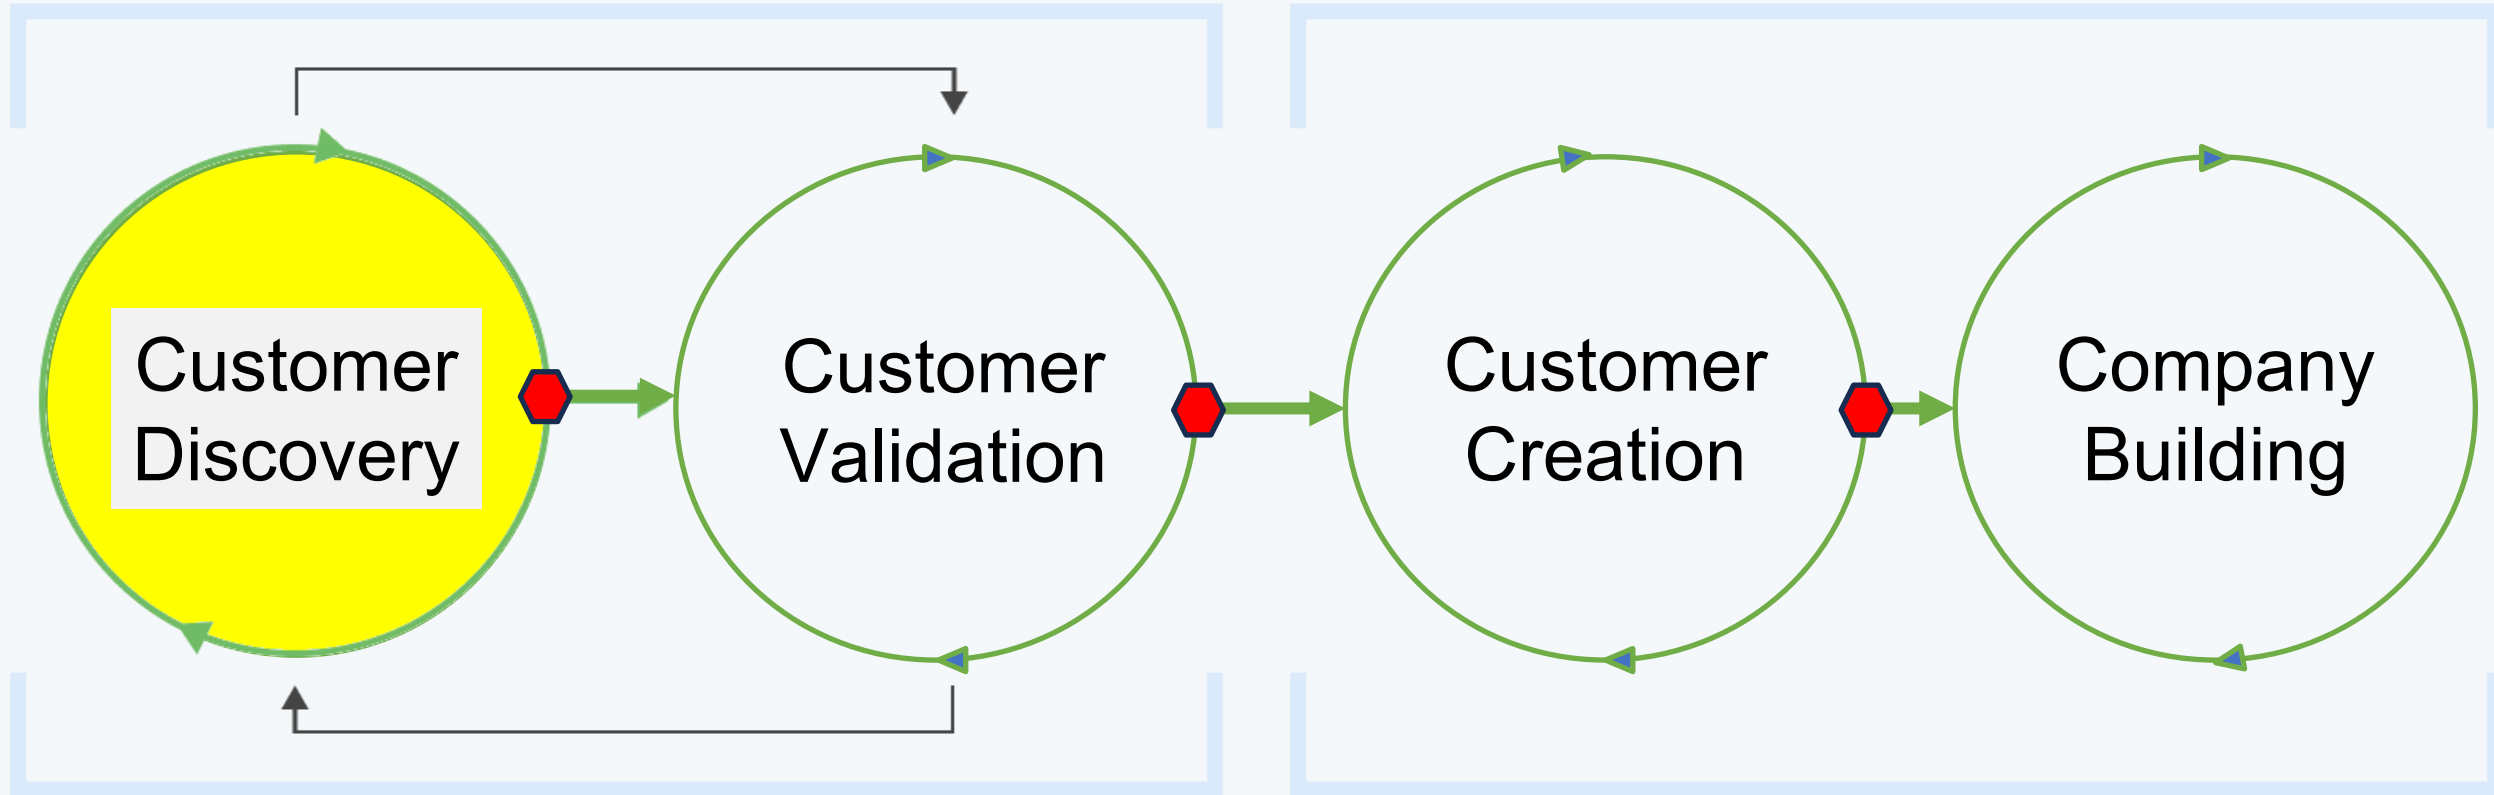 Customer
Discovery
Customer
Validation
Customer
Creation
Company
Building